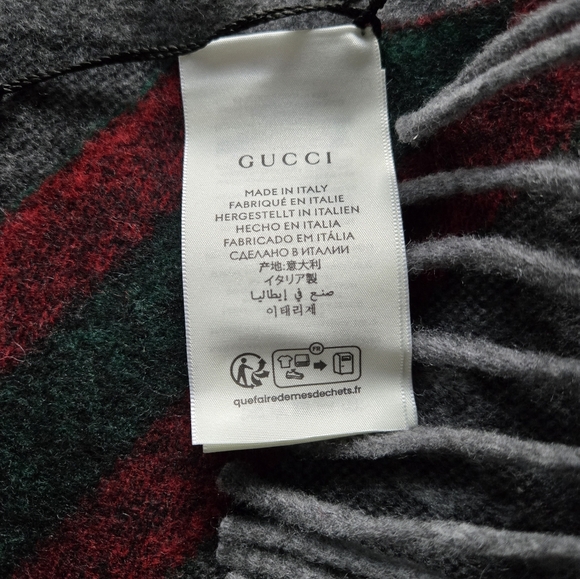 GUCCI
MADE IN ITALY
FABRIQUÉ EN ITALIE
HERGESTELLT IN ITALIEN
HECHO EN ITALIA
FABRICADO EM ITÁLIA
СДЕЛАНО В ИТАЛИИ
产地:意大利
イタリア製
صنع في إيطاليا
이태리제
FR
quefairedemesdechets.fr